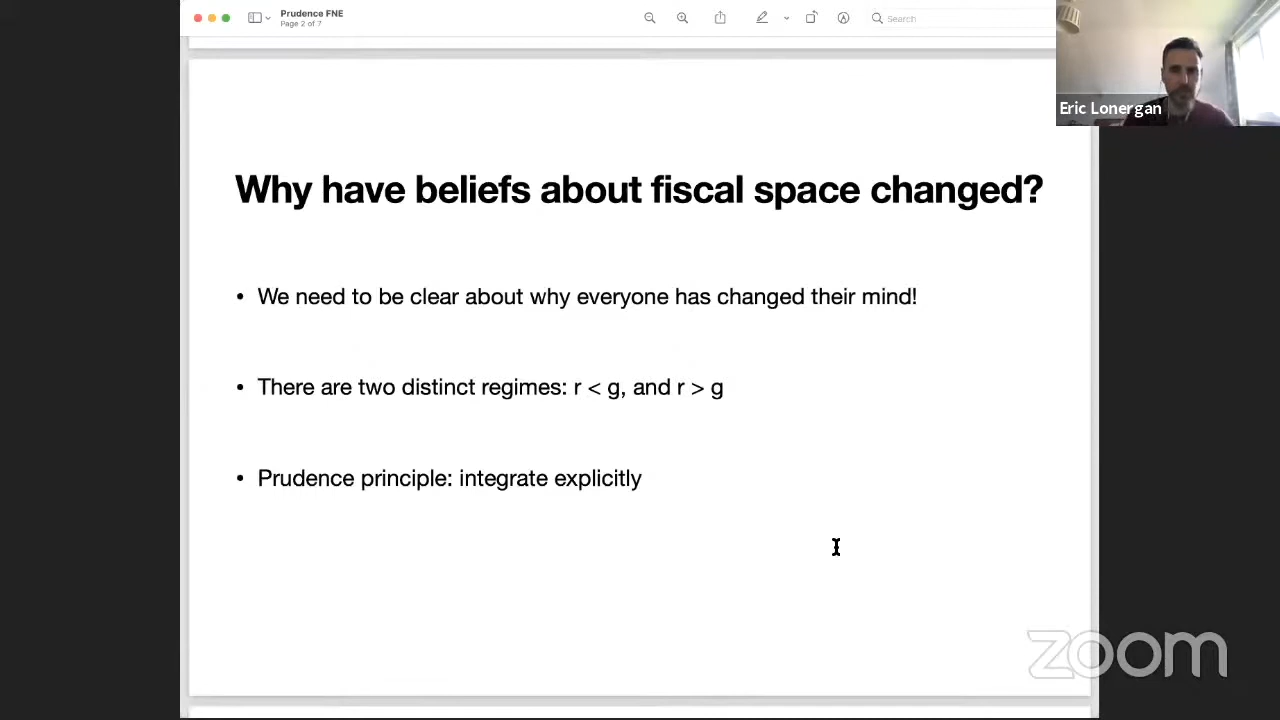 Prudence FNE
Page 2 of 7
Search
Eric Lonergan
Why have beliefs about fiscal space changed?
• We need to be clear about why everyone has changed their mind!
• There are two distinct regimes: r < g, and r > g
• Prudence principle: integrate explicitly
zoom